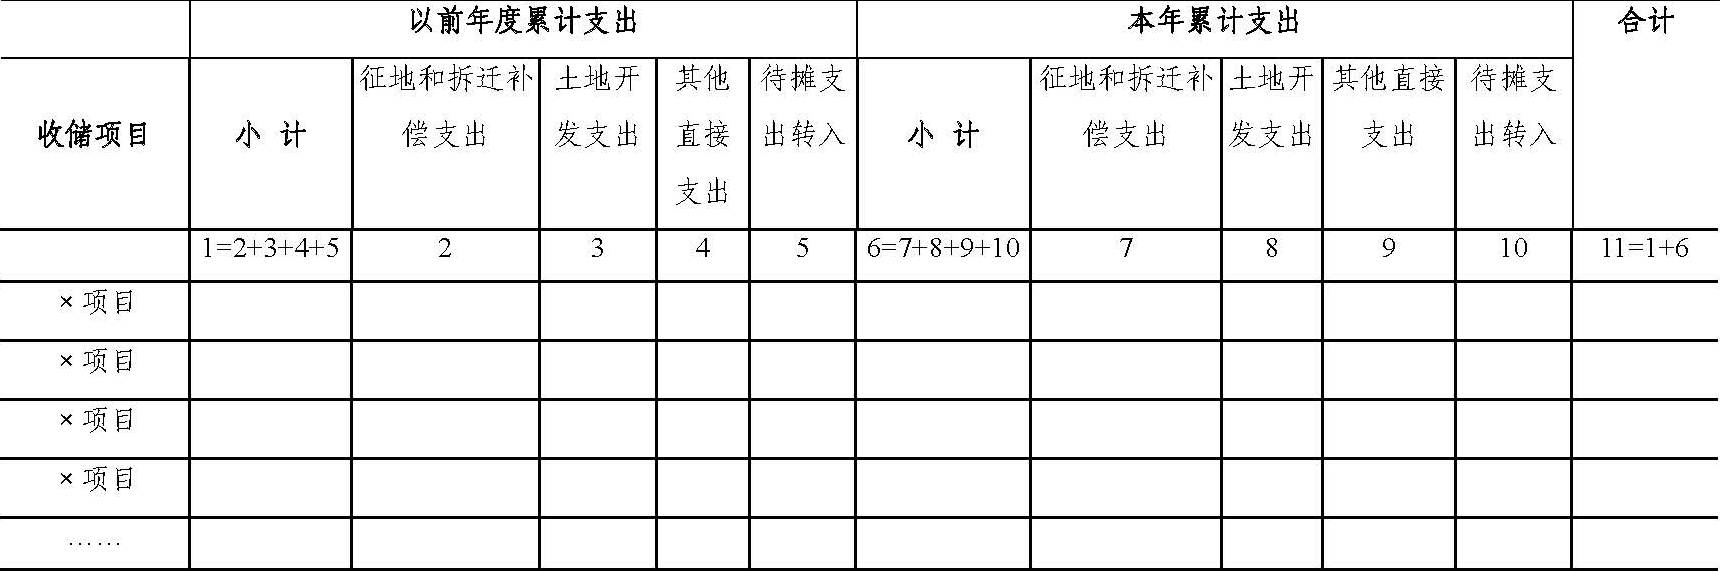 以前年度累计支出 本年累计支出 合计
收储项目 小 计 征地和拆迁补偿支出 土地开发支出 其他直接支出 待摊支出转入 小 计 征地和拆迁补偿支出 土地开发支出 其他直接支出 待摊支出转入
1=2+3+4+5 2 3 4 5 6=7+8+9+10 7 8 9 10 11=1+6
×项目
×项目
×项目
×项目
……